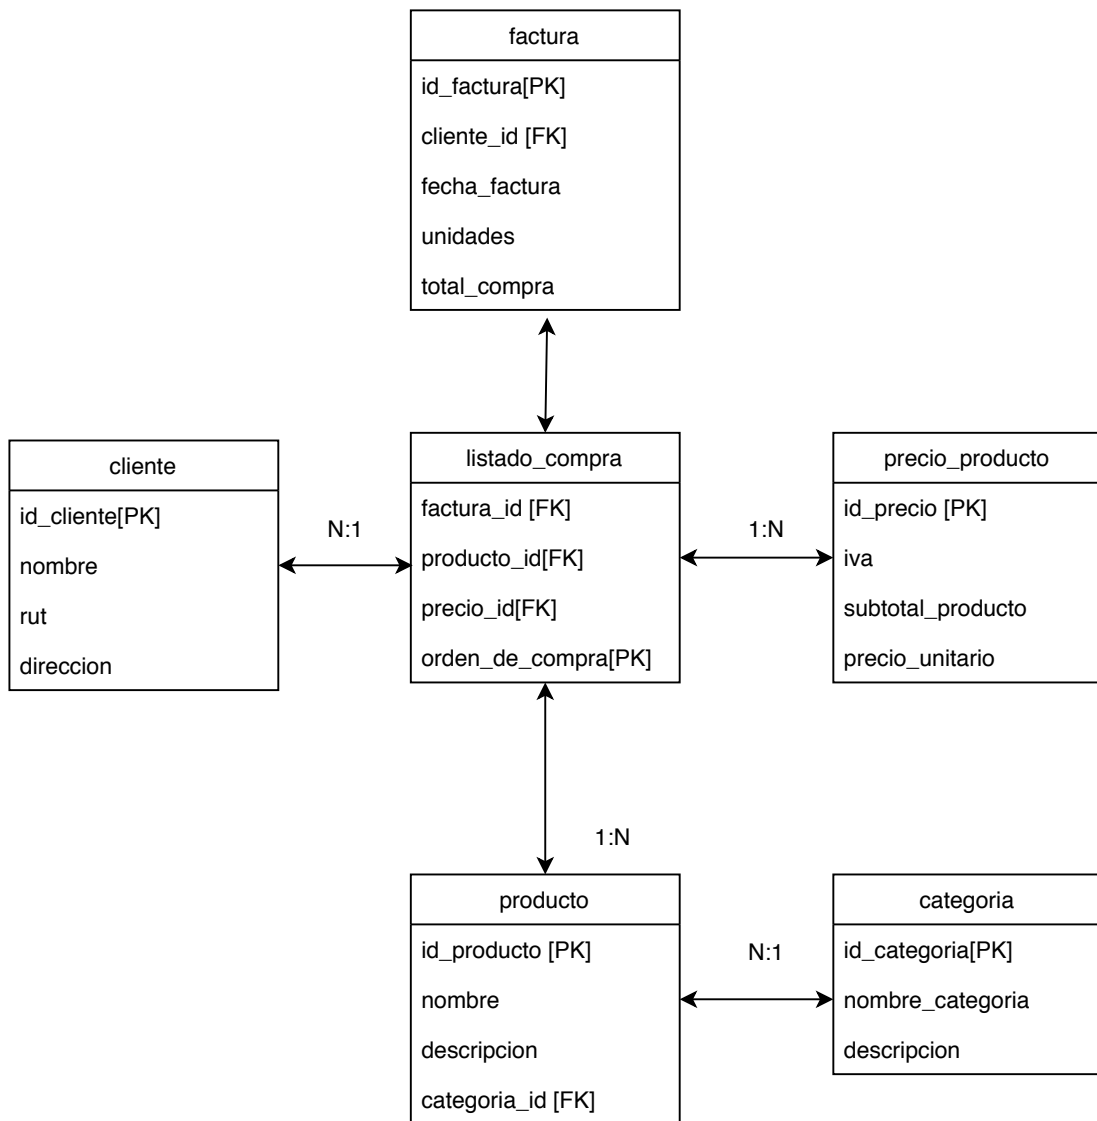 factura
id_factura[PK]
cliente_id [FK]
fecha_factura
unidades
total_compra
cliente
id_cliente[PK]
nombre
rut
direccion
N:1
listado_compra
factura_id [FK]
producto_id[FK]
precio_id[FK]
orden_de_compra[PK]
1:N
precio_producto
id_precio [PK]
iva
subtotal_producto
precio_unitario
1:N
producto
id_producto [PK]
nombre
descripcion
categoria_id [FK]
N:1
categoria
id_categoria[PK]
nombre_categoria
descripcion